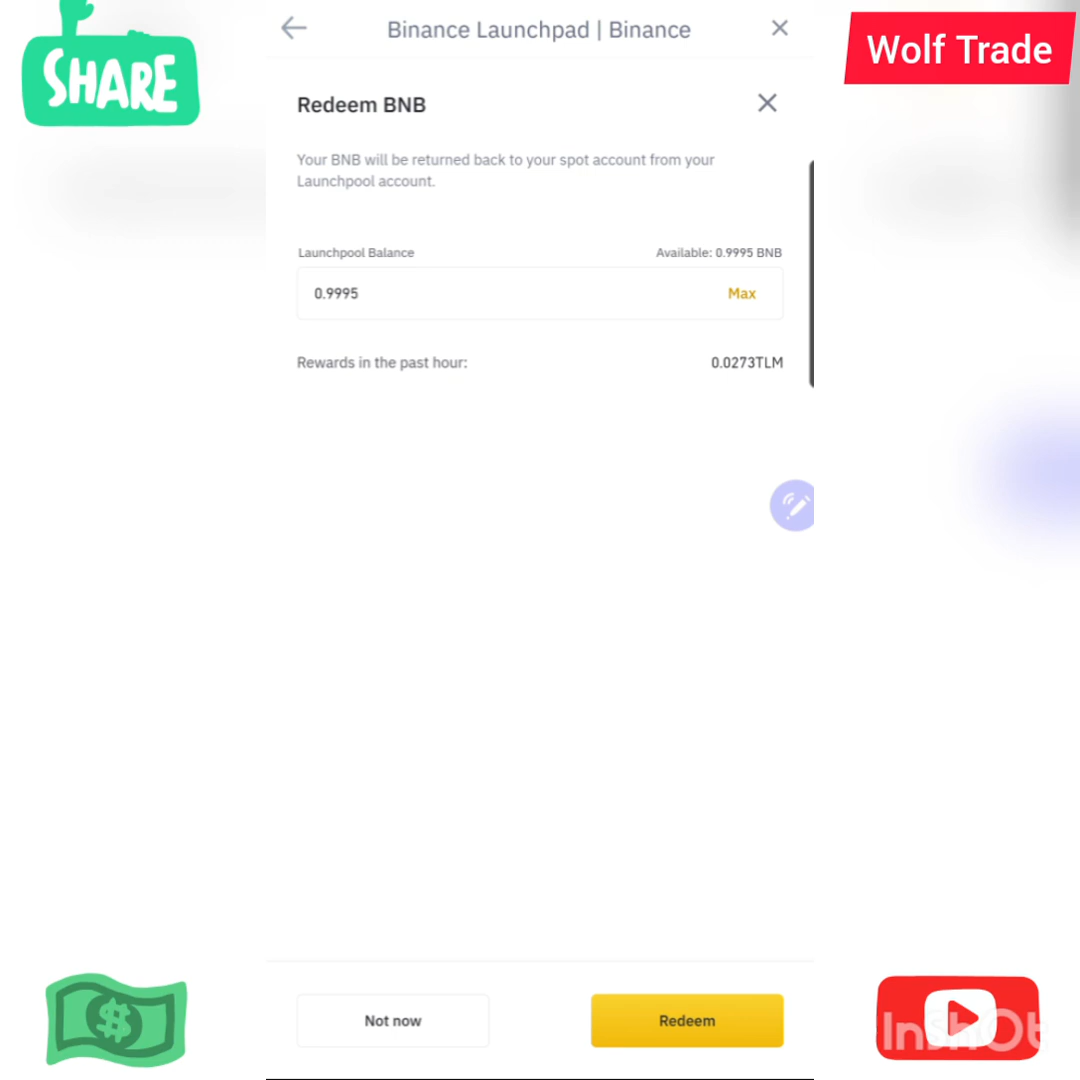 SHARE
Binance Launchpad | Binance
Wolf Trade
Redeem BNB
Your BNB will be returned back to your spot account from your
Launchpool account.
Launchpool Balance
Available: 0.9995 BNB
0.9995
Max
Rewards in the past hour:
0.0273TLM
$
Not now
Redeem
InShOt